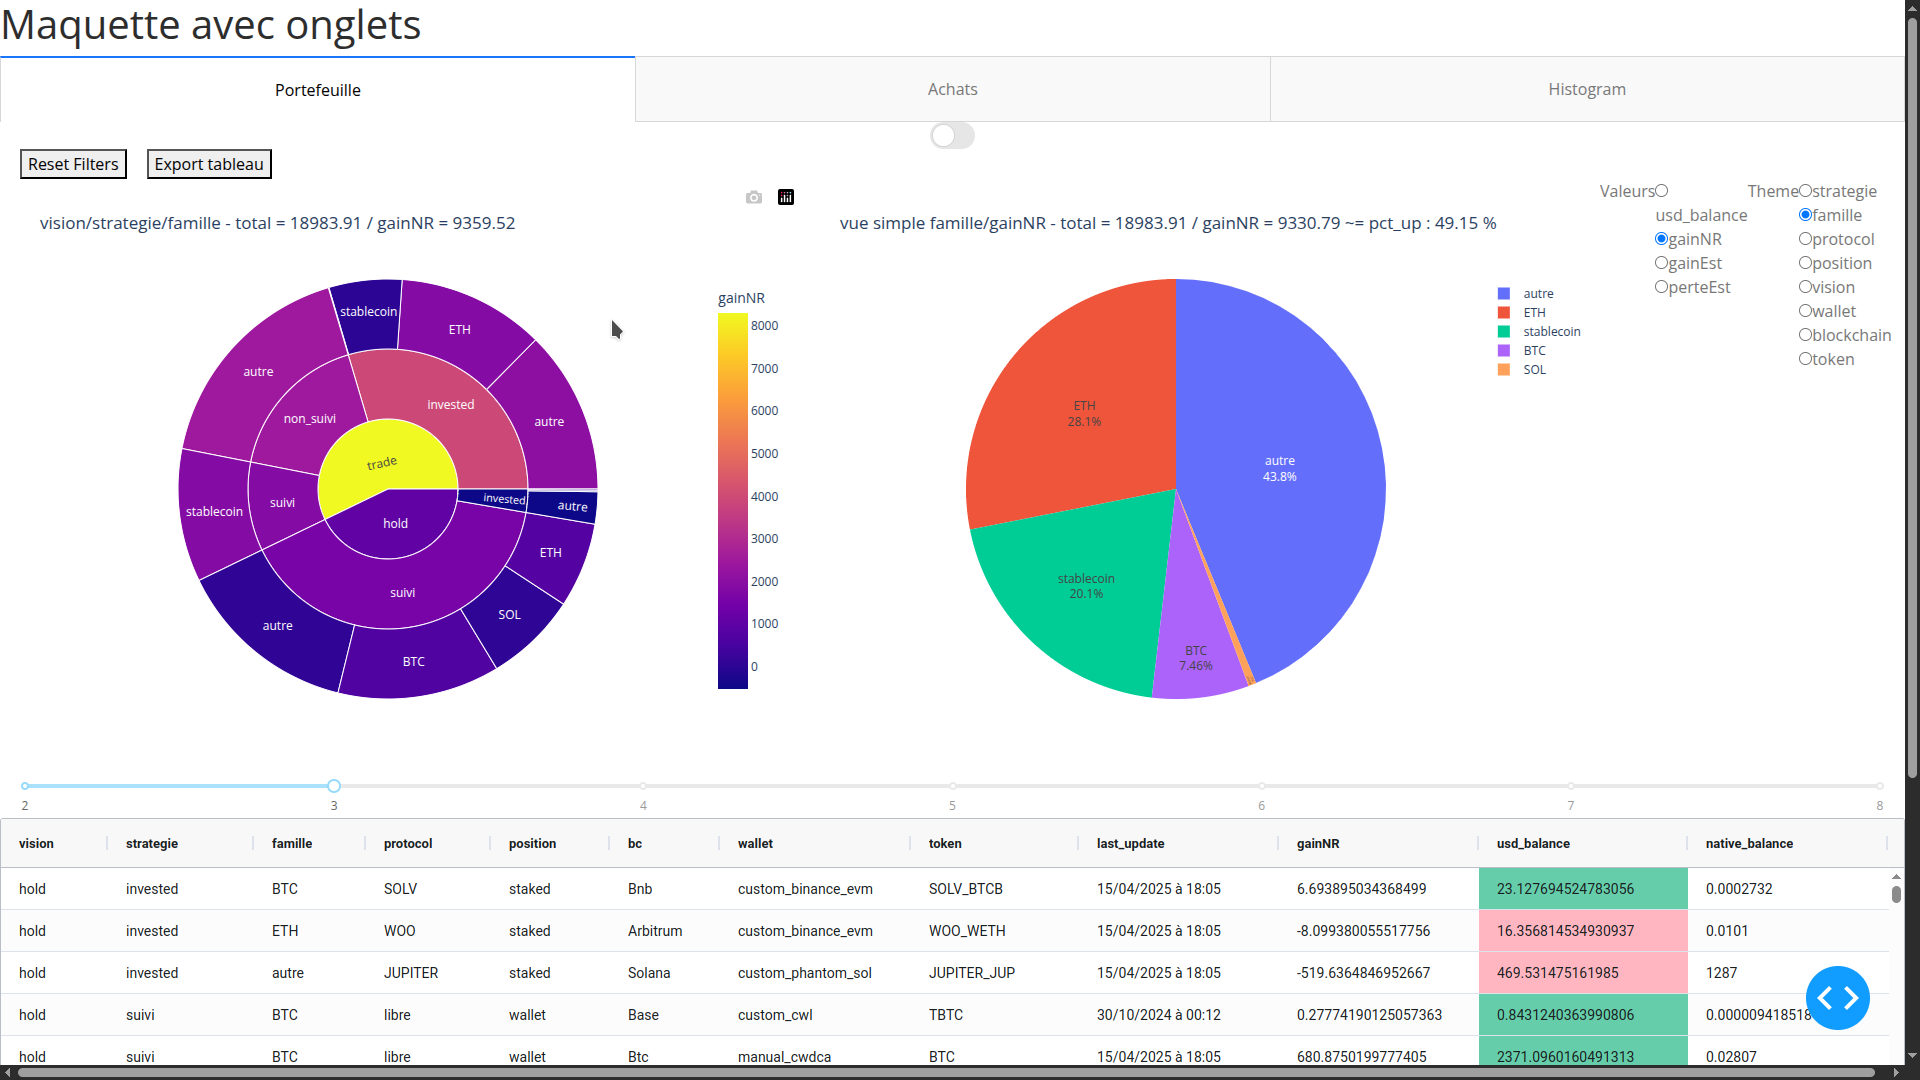 Maquette avec onglets
Portefeuille
Achats
Histogram
Reset Filters
Export tableau
vision/strategie/famille - total = 18983.91 / gainNR = 9359.52
stablecoin
ETH
autre
autre
invested
non_suivi
trade
suivi
stablecoin
hold
invested
autre
ETH
suivi
SOL
autre
BTC
gainNR
8000
7000
6000
5000
4000
3000
2000
1000
0
vue simple famille/gainNR - total = 18983.91 / gainNR = 9330.79 ~= pct_up : 49.15 %
ETH
28.1%
autre
43.8%
stablecoin
20.1%
BTC
7.46%
autre
ETH
stablecoin
BTC
SOL
Valeurs
usd_balance
gainNR
gainEst
perteEst
Theme
strategie
famille
protocol
position
vision
wallet
blockchain
token
2 3 4 5 6 7 8
vision strategie famille protocol position bc wallet token last_update gainNR usd_balance native_balance
hold invested BTC SOLV staked Bnb custom_binance_evm SOLV_BTCB 15/04/2025 à 18:05 6.693895034368499 23.127694524783056 0.0002732
hold invested ETH WOO staked Arbitrum custom_binance_evm WOO_WETH 15/04/2025 à 18:05 -8.099380055517756 16.356814534930937 0.0101
hold invested autre JUPITER staked Solana custom_phantom_sol JUPITER_JUP 15/04/2025 à 18:05 -519.6364846952667 469.531475161985 1287
hold suivi BTC libre wallet Base custom_cwl TBTC 30/10/2024 à 00:12 0.27774190125057363 0.8431240363990806 0.000009418518
hold suivi BTC libre wallet Btc manual_cwdca BTC 15/04/2025 à 18:05 680.8750199777405 2371.0960160491313 0.02807